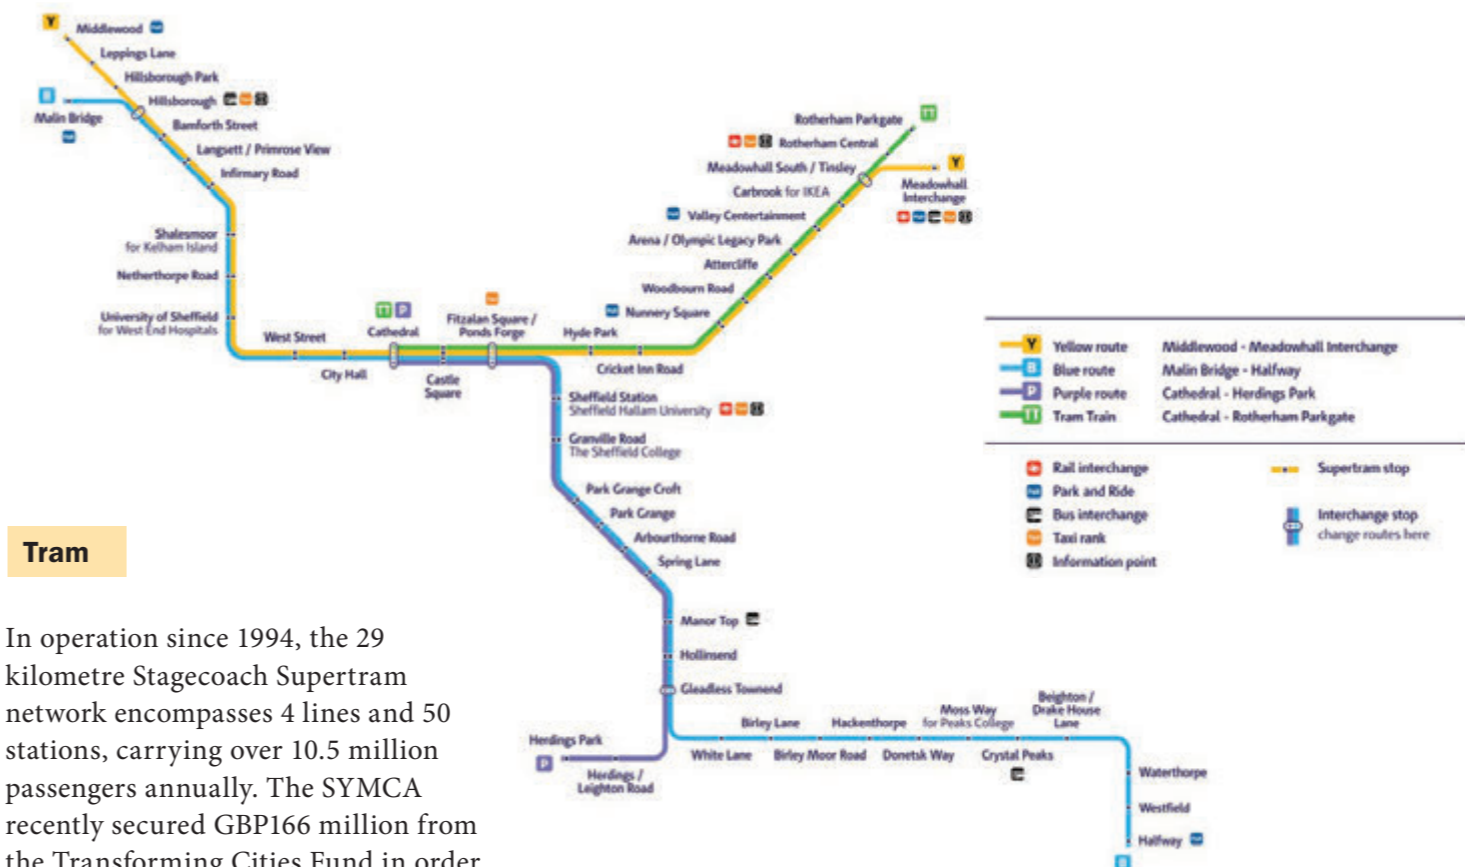 Y
Middlewood
Leppings Lane
Hillsborough Park
B
Hillsborough
Malin Bridge
Bamforth Street
Langsett / Primrose View
Infirmary Road
Shalesmoor
for Kelham Island
Netherthorpe Road
University of Sheffield
for West End Hospitals
West Street
City Hall
TT P
Cathedral
Castle
Square
Fitzalan Square /
Ponds Forge
Hyde Park
Cricket Inn Road
Nunnery Square
Woodbourn Road
Attercliffe
Arena / Olympic Legacy Park
Valley Centertainment
Carbrook for IKEA
Meadowhall South / Tinsley
Rotherham Central
Rotherham Parkgate
TT
Y
Meadowhall
Interchange
Sheffield Station
Sheffield Hallam University
Granville Road
The Sheffield College
Park Grange Croft
Park Grange
Arbourthorne Road
Spring Lane
Manor Top
Hollinsend
Gleadless Townend
Herdings Park
P
Herdings /
Leighton Road
White Lane
Birley Lane
Birley Moor Road
Hackenthorpe
Donetsk Way
Moss Way
for Peaks College
Crystal Peaks
Beighton /
Drake House
Lane
Waterthorpe
Westfield
Halfway
B
Y Yellow route Middlewood - Meadowhall Interchange
B Blue route Malin Bridge - Halfway
P Purple route Cathedral - Herdings Park
TT Tram Train Cathedral - Rotherham Parkgate
Rail interchange
Park and Ride
Bus interchange
Taxi rank
Information point
Supertram stop
Interchange stop
change routes here
Tram
In operation since 1994, the 29
kilometre Stagecoach Supertram
network encompasses 4 lines and 50
stations, carrying over 10.5 million
passengers annually. The SYMCA
recently secured GBP166 million from
the Transforming Cities Fund in order